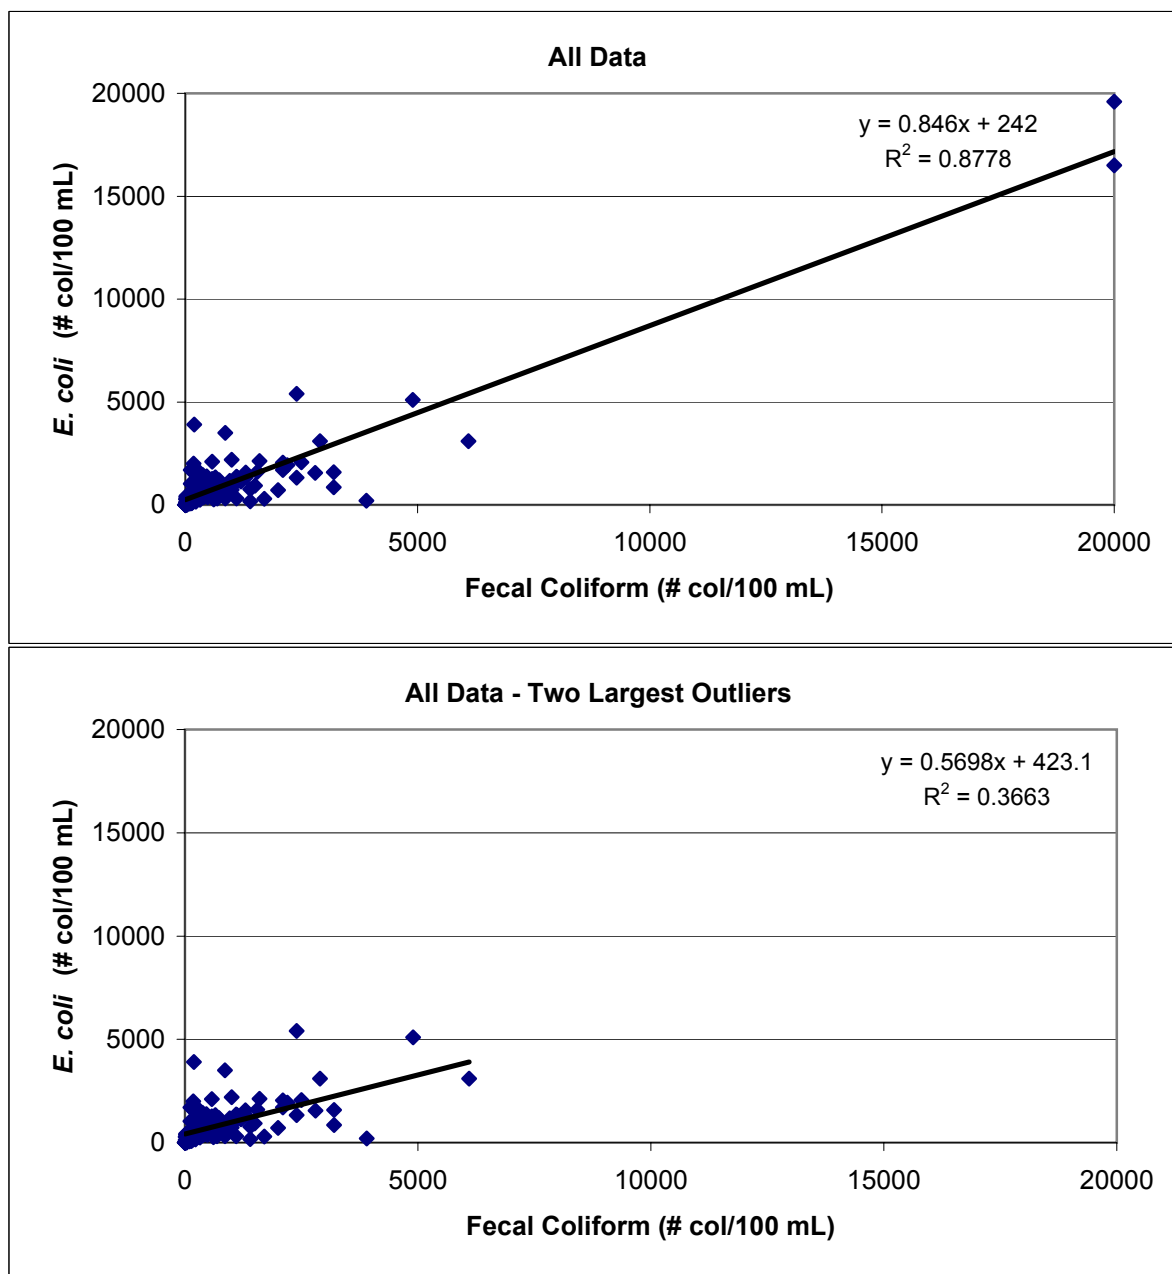 All Data
20000
y = 0.846x + 242
R² = 0.8778
15000
10000
5000
0
E. coli (# col/100 mL)
0 5000 10000 15000 20000
Fecal Coliform (# col/100 mL)
All Data - Two Largest Outliers
20000
y = 0.5698x + 423.1
R² = 0.3663
15000
10000
5000
0
E. coli (# col/100 mL)
0 5000 10000 15000 20000
Fecal Coliform (# col/100 mL)